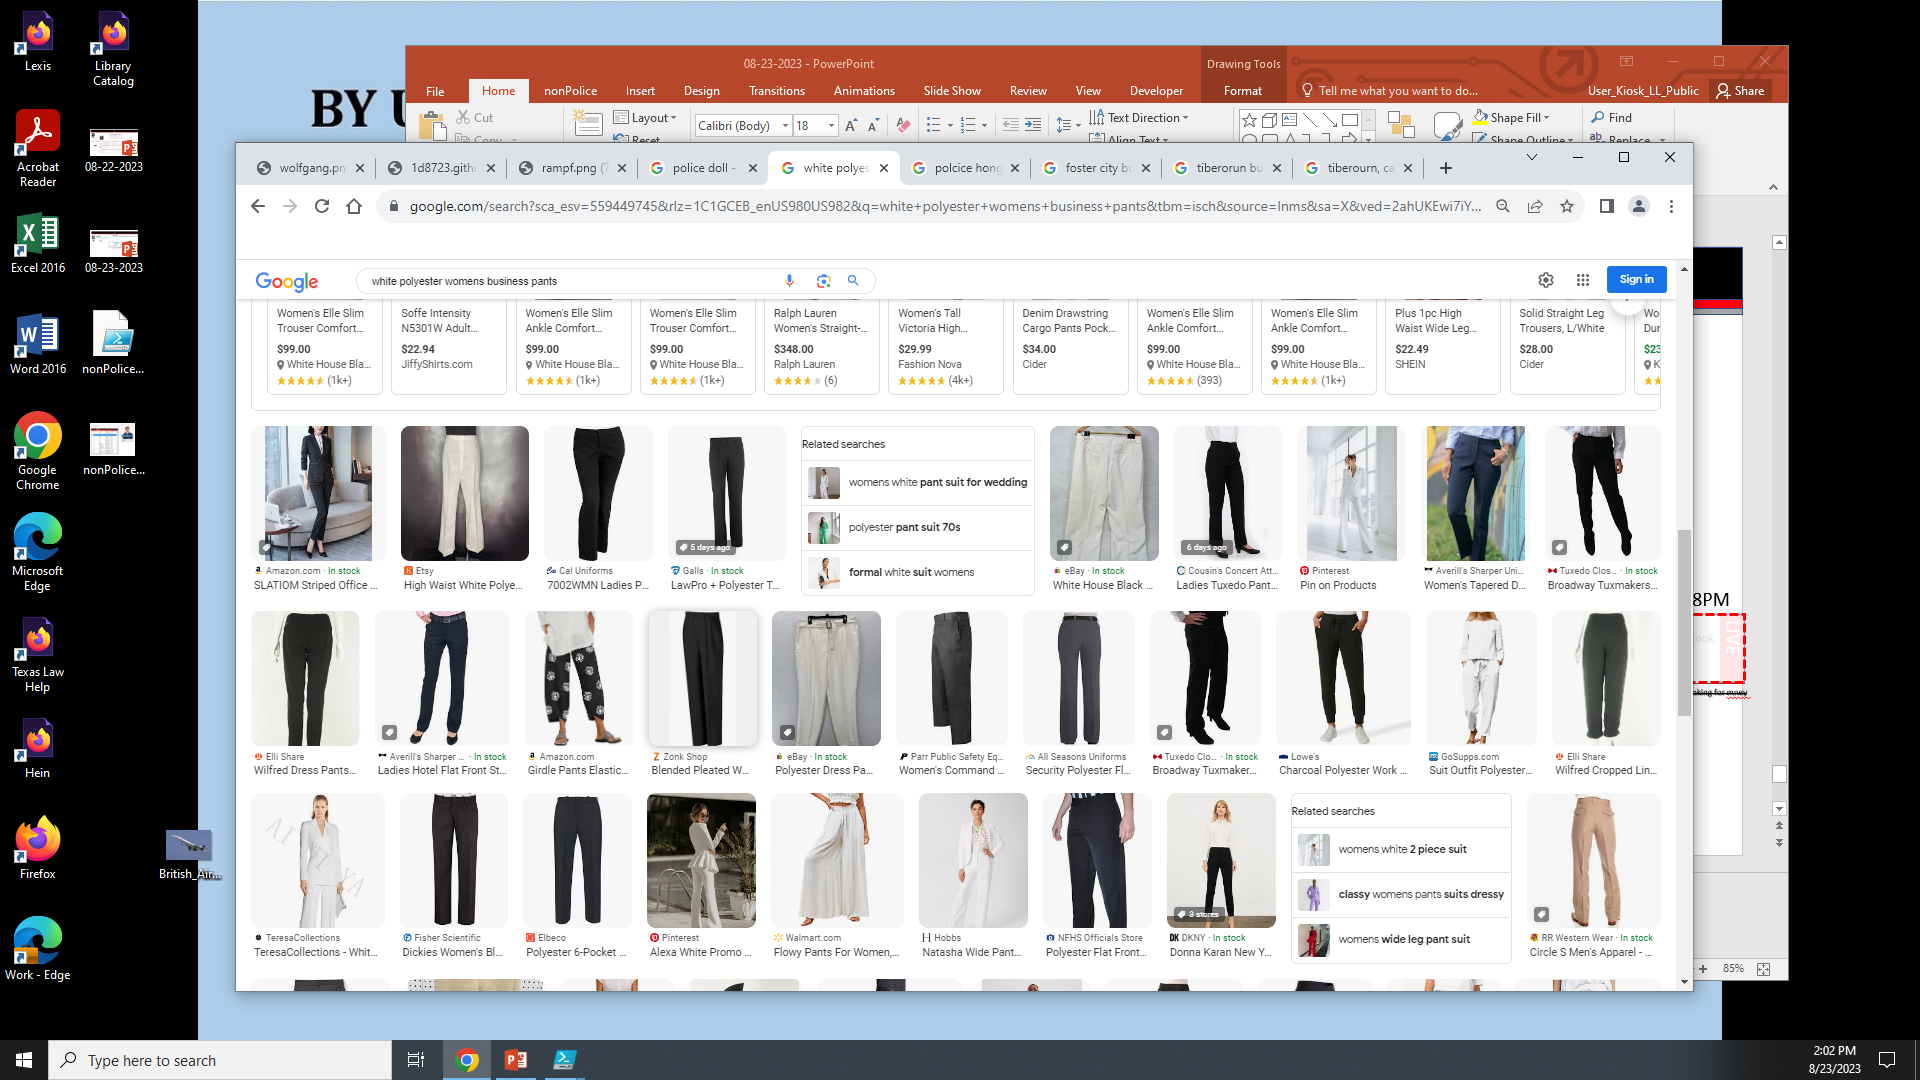 Lexis
Library Catalog
Acrobat Reader
08-22-2023
Excel 2016
08-23-2023
Word 2016
nonPolice...
Google Chrome
nonPolice...
Microsoft Edge
Texas Law Help
Hein
Firefox
British_Air...
Work - Edge
BY U
08-23-2023 - PowerPoint
Drawing Tools
File Home nonPolice Insert Design Transitions Animations Slide Show Review View Developer Format Tell me what you want to do... User_Kiosk_LL_Public Share
Cut
Copy
Layout
Reset
Calibri (Body) 18
Text Direction
Align Text
Shape Fill
Shape Outline
Find
Replace
wolfgang.pn
1d8723.githu
rampf.png (7
police doll -
white polyes
polcice hong
foster city bu
tiberorun bu
tiberourn, ca
google.com/search?sca_esv=559449745&rlz=1C1GCEB_enUS980US982&q=white+polyester+womens+business+pants&tbm=isch&source=lnms&sa=X&ved=2ahUKEwi7iY...
Google
white polyester womens business pants
Sign in
Women's Elle Slim Trouser Comfort...
$99.00
White House Bla...
(1k+)
Soffe Intensity N5301W Adult...
$22.94
JiffyShirts.com
Women's Elle Slim Ankle Comfort...
$99.00
White House Bla...
(1k+)
Women's Elle Slim Trouser Comfort...
$99.00
White House Bla...
(1k+)
Ralph Lauren Women's Straight-...
$348.00
Ralph Lauren
(6)
Women's Tall Victoria High...
$29.99
Fashion Nova
(4k+)
Denim Drawstring Cargo Pants Pock...
$34.00
Cider
Women's Elle Slim Ankle Comfort...
$99.00
White House Bla...
(393)
Women's Elle Slim Ankle Comfort...
$99.00
White House Bla...
(1k+)
Plus 1pc High Waist Wide Leg...
$22.49
SHEIN
Solid Straight Leg Trousers, L/White
$28.00
Cider
Wo
Dur
$23
K
Amazon.com · In stock
SLATIOM Striped Office ...
Etsy
High Waist White Polye...
Cal Uniforms
7002WMN Ladies P...
5 days ago
Galls · In stock
LawPro + Polyester T...
Related searches
womens white pant suit for wedding
polyester pant suit 70s
formal white suit womens
eBay · In stock
White House Black ...
6 days ago
Cousin's Concert Att...
Ladies Tuxedo Pant...
Pinterest
Pin on Products
Averill's Sharper Uni...
Women's Tapered D...
Tuxedo Clos... · In stock
Broadway Tuxmakers...
Elli Share
Wilfred Dress Pants...
Averill's Sharper ... · In stock
Ladies Hotel Flat Front St...
Amazon.com
Girdle Pants Elastic...
Zonk Shop
Blended Pleated W...
eBay · In stock
Polyester Dress Pa...
Parr Public Safety Eq...
Women's Command ...
All Seasons Uniforms
Security Polyester Fl...
Tuxedo Clo... · In stock
Broadway Tuxmaker...
Lowe's
Charcoal Polyester Work ...
GoSupps.com
Suit Outfit Polyester...
Elli Share
Wilfred Cropped Lin...
TeresaCollections
TeresaCollections - Whit...
Fisher Scientific
Dickies Women's Bl...
Elbeco
Polyester 6-Pocket ...
Pinterest
Alexa White Promo ...
Walmart.com
Flowy Pants For Women,...
Hobbs
Natasha Wide Pant...
NFHS Officials Store
Polyester Flat Front...
3 stores
DKNY · In stock
Donna Karan New Y...
Related searches
womens white 2 piece suit
classy womens pants suits dressy
womens wide leg pant suit
RR Western Wear · In stock
Circle S Men's Apparel - ...
8PM
ook
LIVE
oking for mney
85%
Type here to search
2:02 PM
8/23/2023